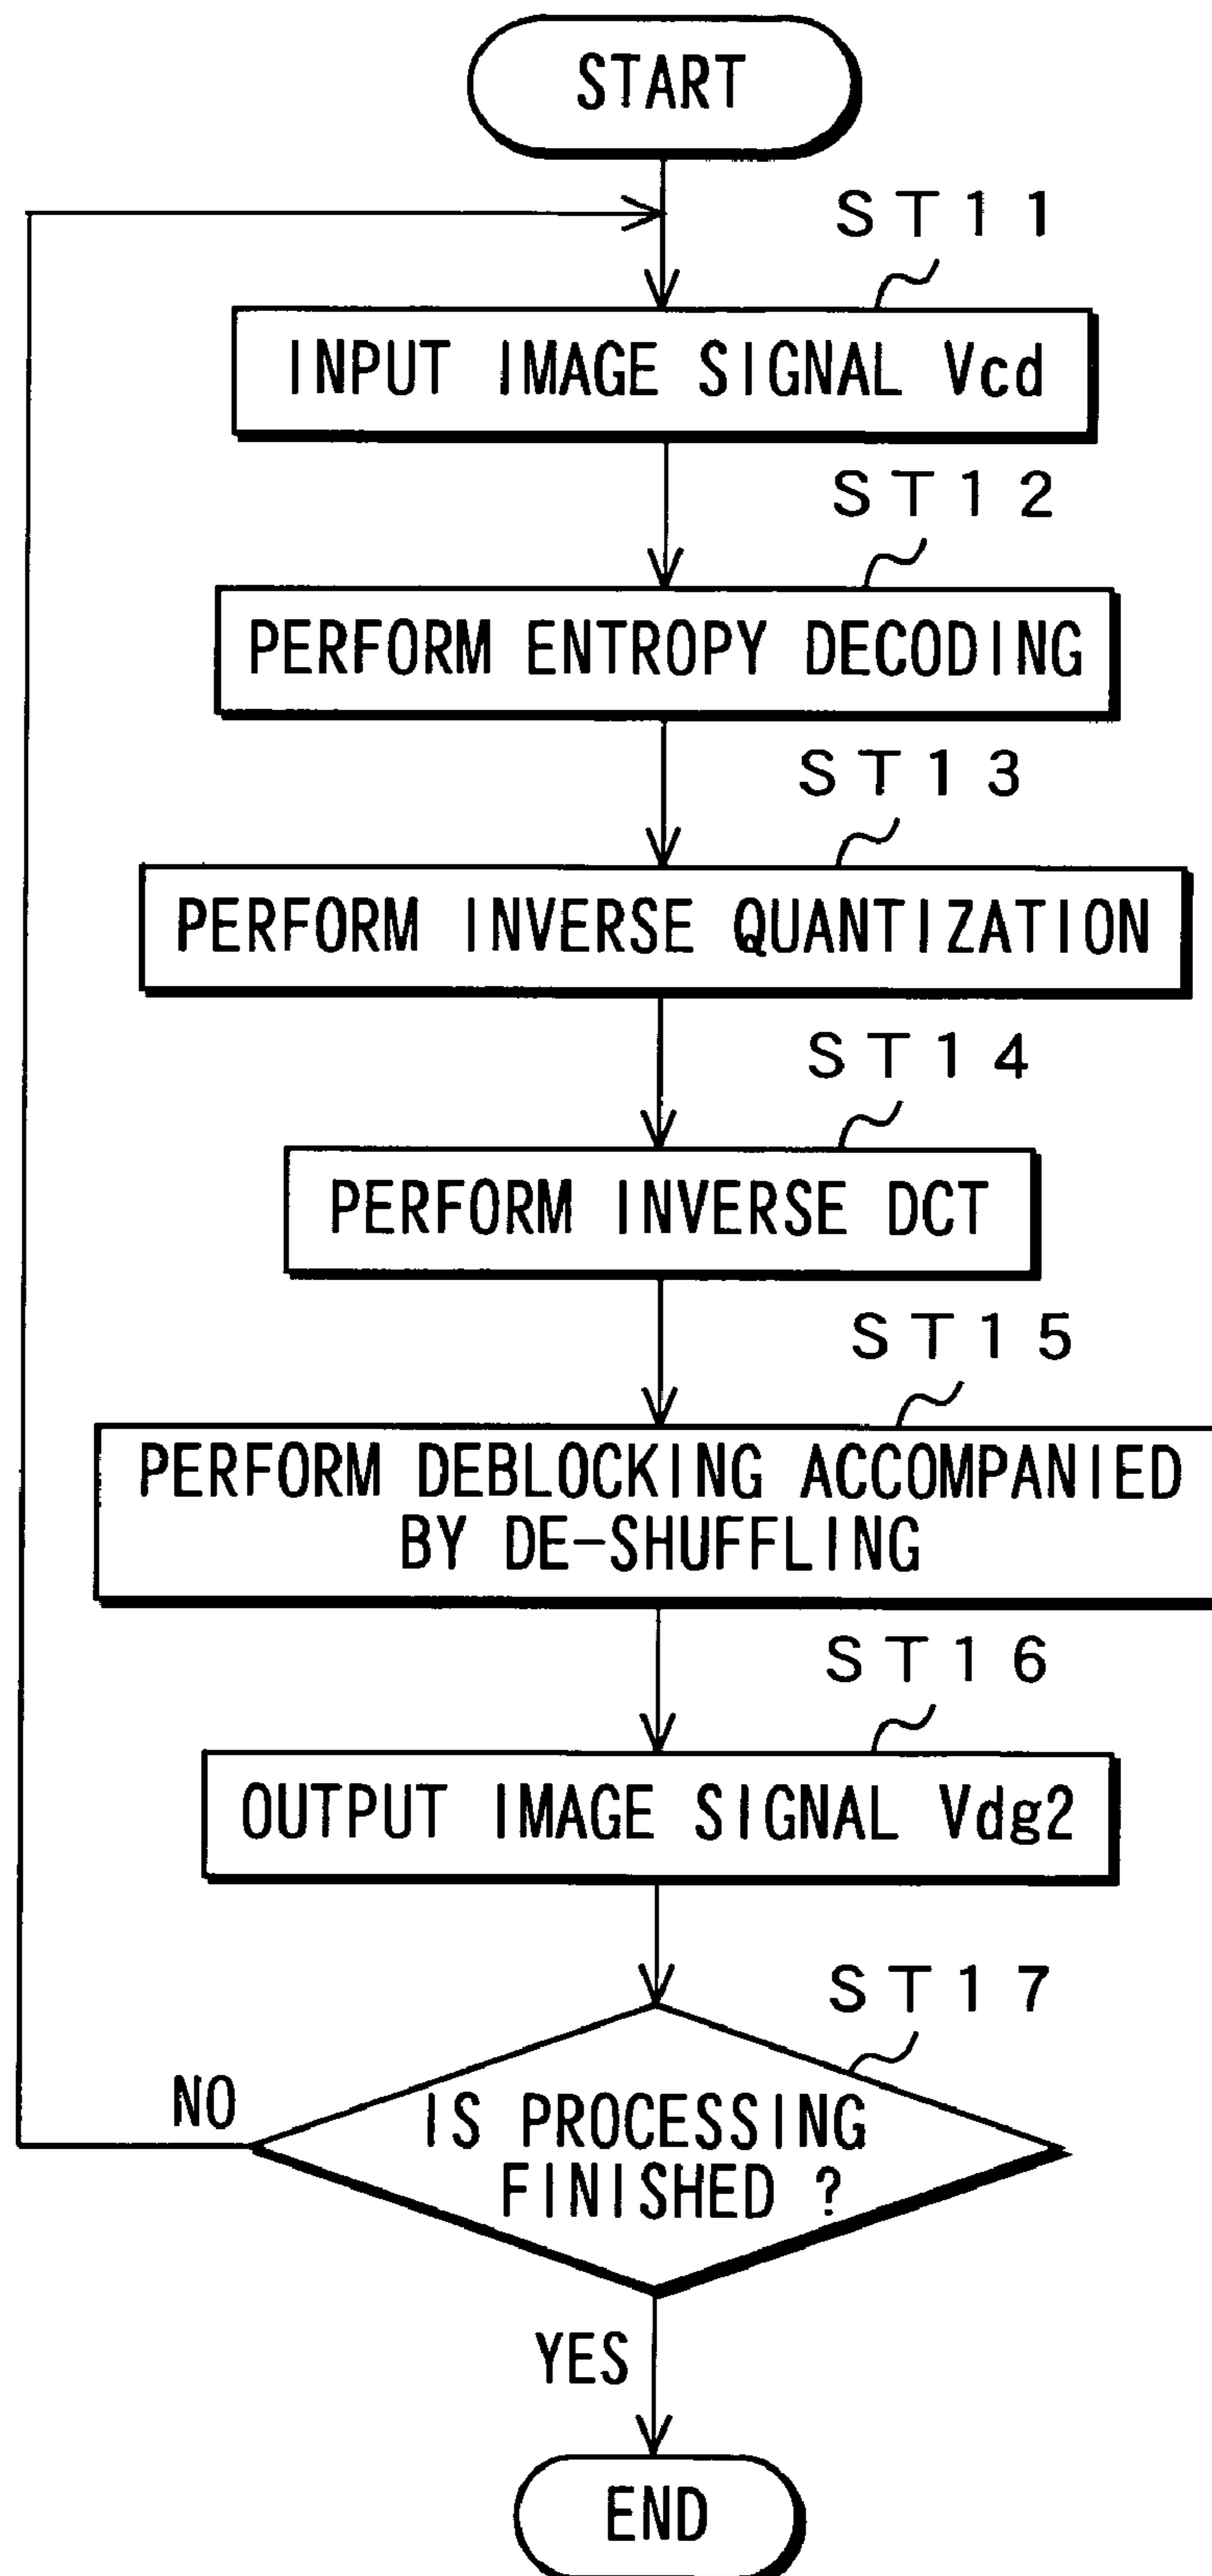 START
ST11
INPUT IMAGE SIGNAL Vcd
ST12
PERFORM ENTROPY DECODING
ST13
PERFORM INVERSE QUANTIZATION
ST14
PERFORM INVERSE DCT
ST15
PERFORM DEBLOCKING ACCOMPANIED
BY DE-SHUFFLING
ST16
OUTPUT IMAGE SIGNAL Vdg2
ST17
NO
IS PROCESSING
FINISHED ?
YES
END